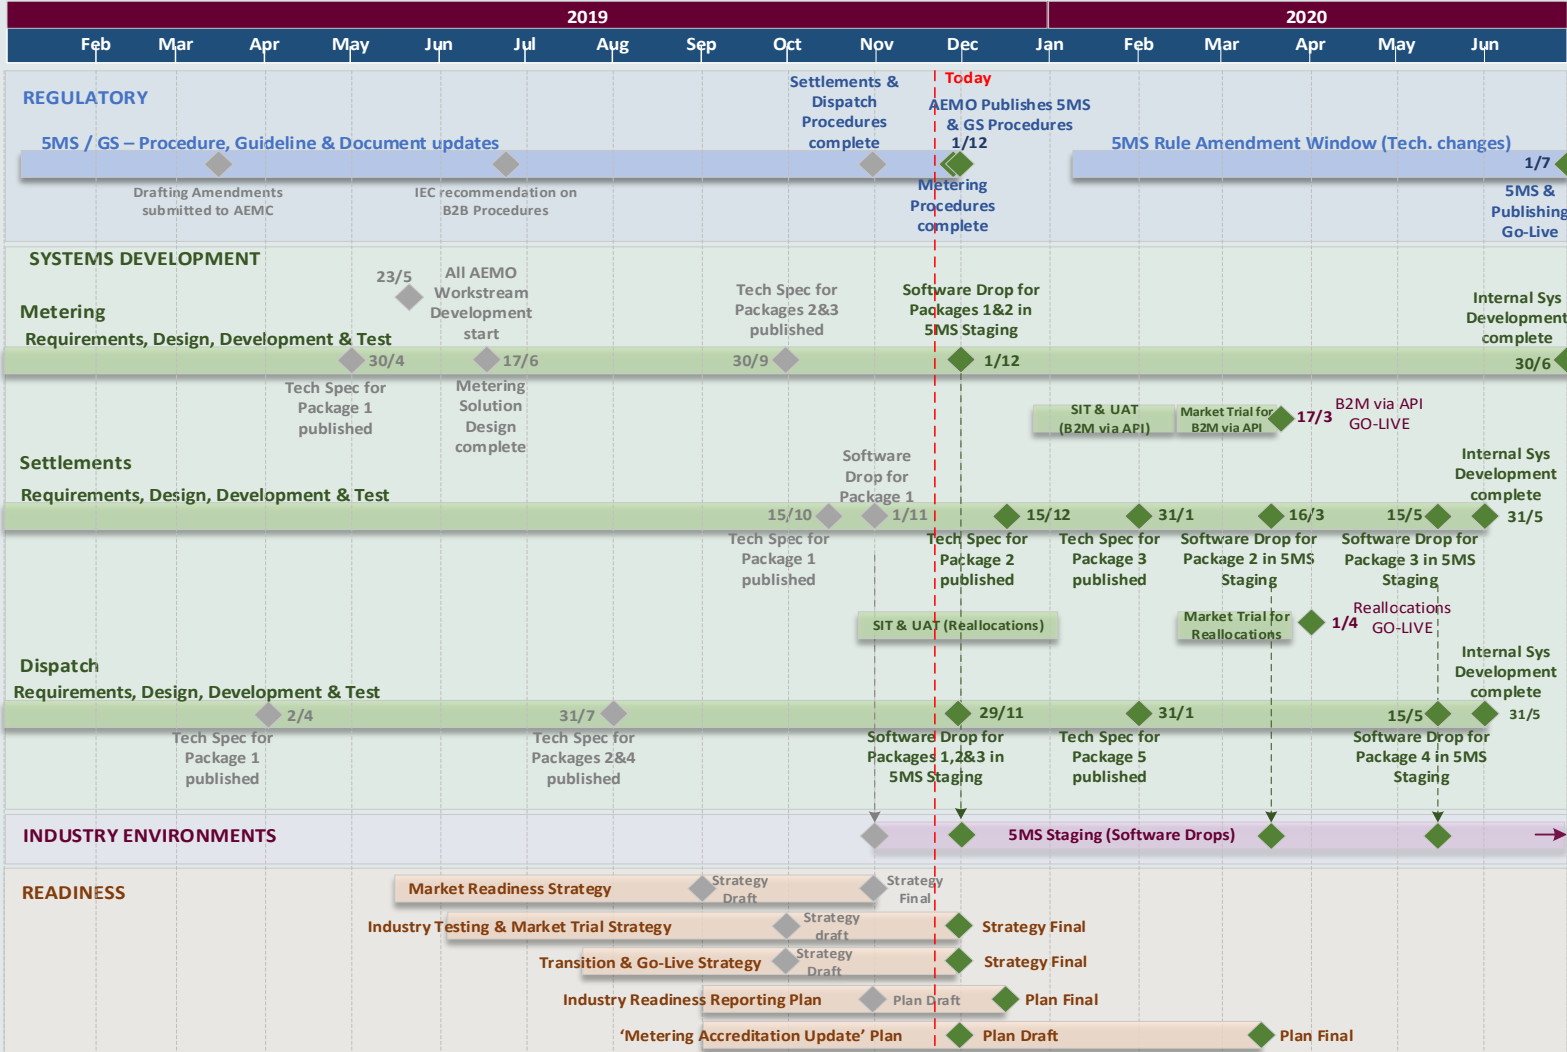 2019
2020
Feb
Mar
Apr
May
Jun
Jul
Aug
Sep
Oct
Nov
Dec
Jan
Feb
Mar
Apr
May
Jun
Today
REGULATORY
Settlements &
Dispatch
Procedures
complete
AEMO Publishes 5MS
& GS Procedures
1/12
5MS / GS – Procedure, Guideline & Document updates
5MS Rule Amendment Window (Tech. changes)
1/7
Drafting Amendments
submitted to AEMC
IEC recommendation on
B2B Procedures
Metering
Procedures
complete
5MS &
Publishing
Go-Live
SYSTEMS DEVELOPMENT
23/5
All AEMO
Workstream
Development
start
Tech Spec for
Packages 2&3
published
Software Drop for
Packages 1&2 in
5MS Staging
Internal Sys
Development
complete
Metering
Requirements, Design, Development & Test
30/4
17/6
30/9
1/12
30/6
Tech Spec for
Package 1
published
Metering
Solution
Design
complete
SIT & UAT
(B2M via API)
Market Trial for
B2M via API
17/3
B2M via API
GO-LIVE
Settlements
Requirements, Design, Development & Test
Software
Drop for
Package 1
Internal Sys
Development
complete
15/10
1/11
15/12
31/1
16/3
15/5
31/5
Tech Spec for
Package 1
published
Tech Spec for
Package 2
published
Tech Spec for
Package 3
published
Software Drop for
Package 2 in 5MS
Staging
Software Drop for
Package 3 in 5MS
Staging
SIT & UAT (Reallocations)
Market Trial for
Reallocations
1/4
Reallocations
GO-LIVE
Dispatch
Requirements, Design, Development & Test
Internal Sys
Development
complete
2/4
31/7
29/11
31/1
15/5
31/5
Tech Spec for
Package 1
published
Tech Spec for
Packages 2&4
published
Software Drop for
Packages 1,2&3 in
5MS Staging
Tech Spec for
Package 5
published
Software Drop for
Package 4 in 5MS
Staging
INDUSTRY ENVIRONMENTS
5MS Staging (Software Drops)
READINESS
Market Readiness Strategy
Strategy
Draft
Strategy
Final
Industry Testing & Market Trial Strategy
Strategy
draft
Strategy Final
Transition & Go-Live Strategy
Strategy
Draft
Strategy Final
Industry Readiness Reporting Plan
Plan Draft
Plan Final
‘Metering Accreditation Update’ Plan
Plan Draft
Plan Final